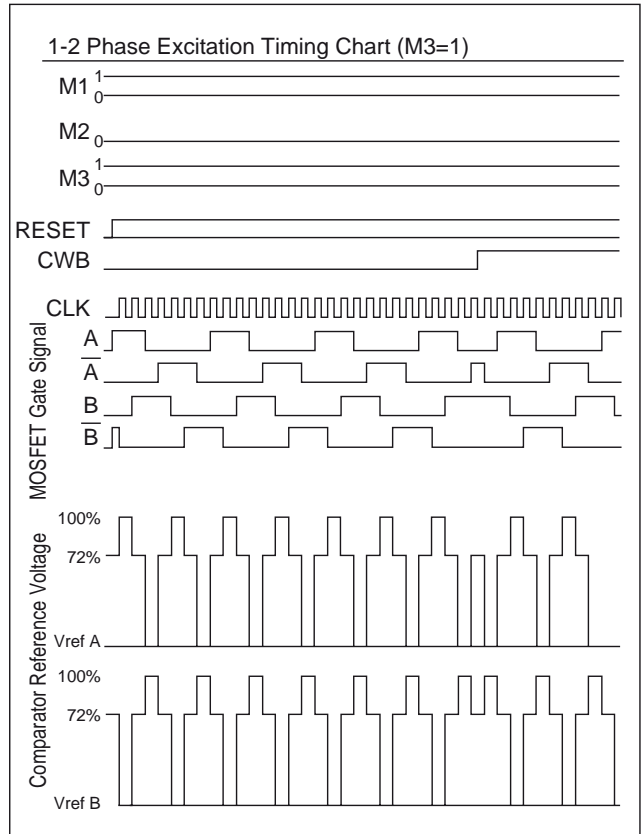 1-2 Phase Excitation Timing Chart (M3=1)
M1 1
0
M2 0
M3 1
0
RESET
CWB
CLK
MOSFET Gate Signal
A
A̅
B
B̅
Comparator Reference Voltage
100%
72%
Vref A
100%
72%
Vref B